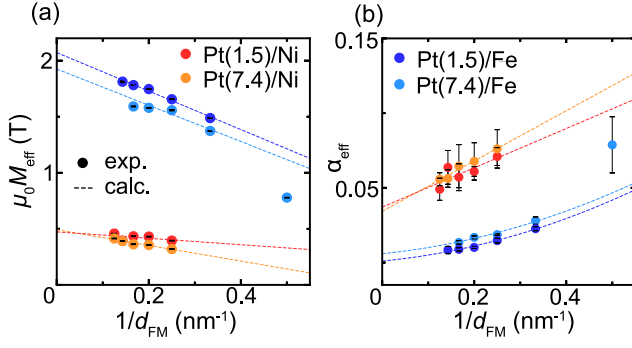 (a)
Pt(1.5)/Ni
Pt(7.4)/Ni
exp.
calc.
2
1
0
0
0.2
0.4
μ₀Meff (T)
1/dFM (nm⁻¹)
(b)
Pt(1.5)/Fe
Pt(7.4)/Fe
0.15
0.05
0
0.2
0.4
αeff
1/dFM (nm⁻¹)